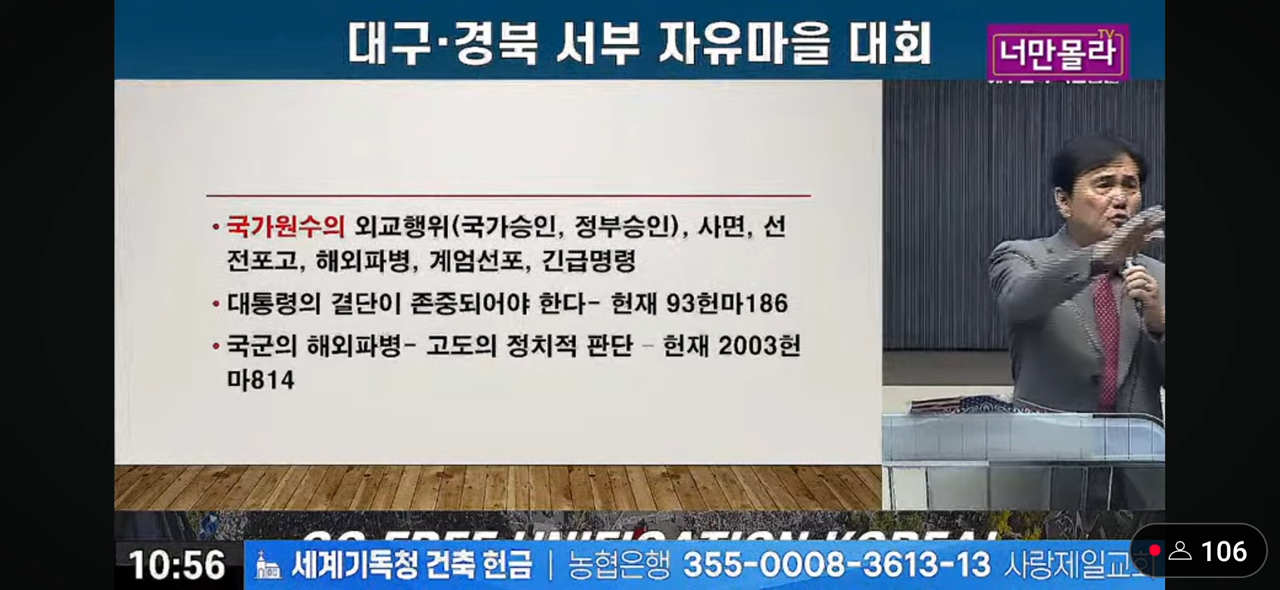 대구·경북 서부 자유마을 대회
너만몰라
TV
• 국가원수의 외교행위(국가승인, 정부승인), 사면, 선
전포고, 해외파병, 계엄선포, 긴급명령
• 대통령의 결단이 존중되어야 한다- 헌재 93헌마186
• 국군의 해외파병- 고도의 정치적 판단 – 헌재 2003헌
마814
10:56
세계기독청 건축 헌금 | 농협은행 355-0008-3613-13 사랑제일교회
106